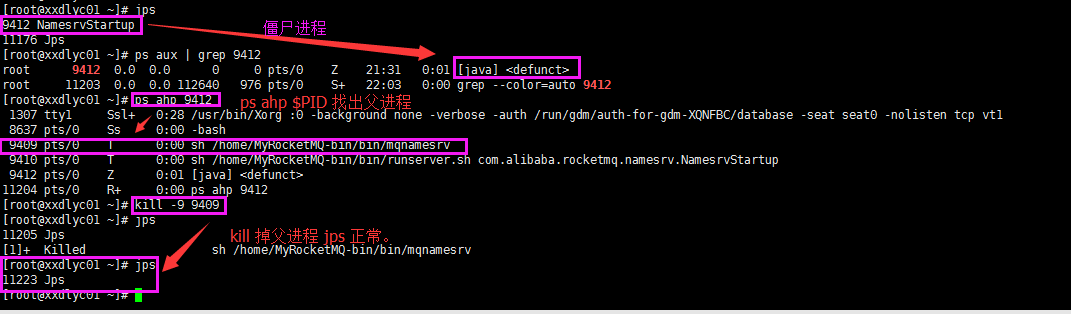 [root@xxdlyc01 ~]# jps
9412 NamesrvStartup
僵尸进程
11176 Jps
[root@xxdlyc01 ~]# ps aux | grep 9412
root 9412 0.0 0.0 0 0 pts/0 Z 21:31 0:01 [java] <defunct>
root 11203 0.0 0.0 112640 976 pts/0 S+ 22:03 0:00 grep --color=auto 9412
[root@xxdlyc01 ~]# ps ahp 9412
ps ahp $PID 找出父进程
1307 tty1 Ssl+ 0:28 /usr/bin/Xorg :0 -background none -verbose -auth /run/gdm/auth-for-gdm-XQNFBC/database -seat seat0 -nolisten tcp vt1
8637 pts/0 Ss 0:00 -bash
9409 pts/0 T 0:00 sh /home/MyRocketMQ-bin/bin/mqnamesrv
9410 pts/0 T 0:00 sh /home/MyRocketMQ-bin/bin/runserver.sh com.alibaba.rocketmq.namesrv.NamesrvStartup
9412 pts/0 Z 0:01 [java] <defunct>
11204 pts/0 R+ 0:00 ps ahp 9412
[root@xxdlyc01 ~]# kill -9 9409
[root@xxdlyc01 ~]# jps
11205 Jps
kill 掉父进程 jps 正常。
[1]+ Killed sh /home/MyRocketMQ-bin/bin/mqnamesrv
[root@xxdlyc01 ~]# jps
11223 Jps
[root@xxdlyc01 ~]#